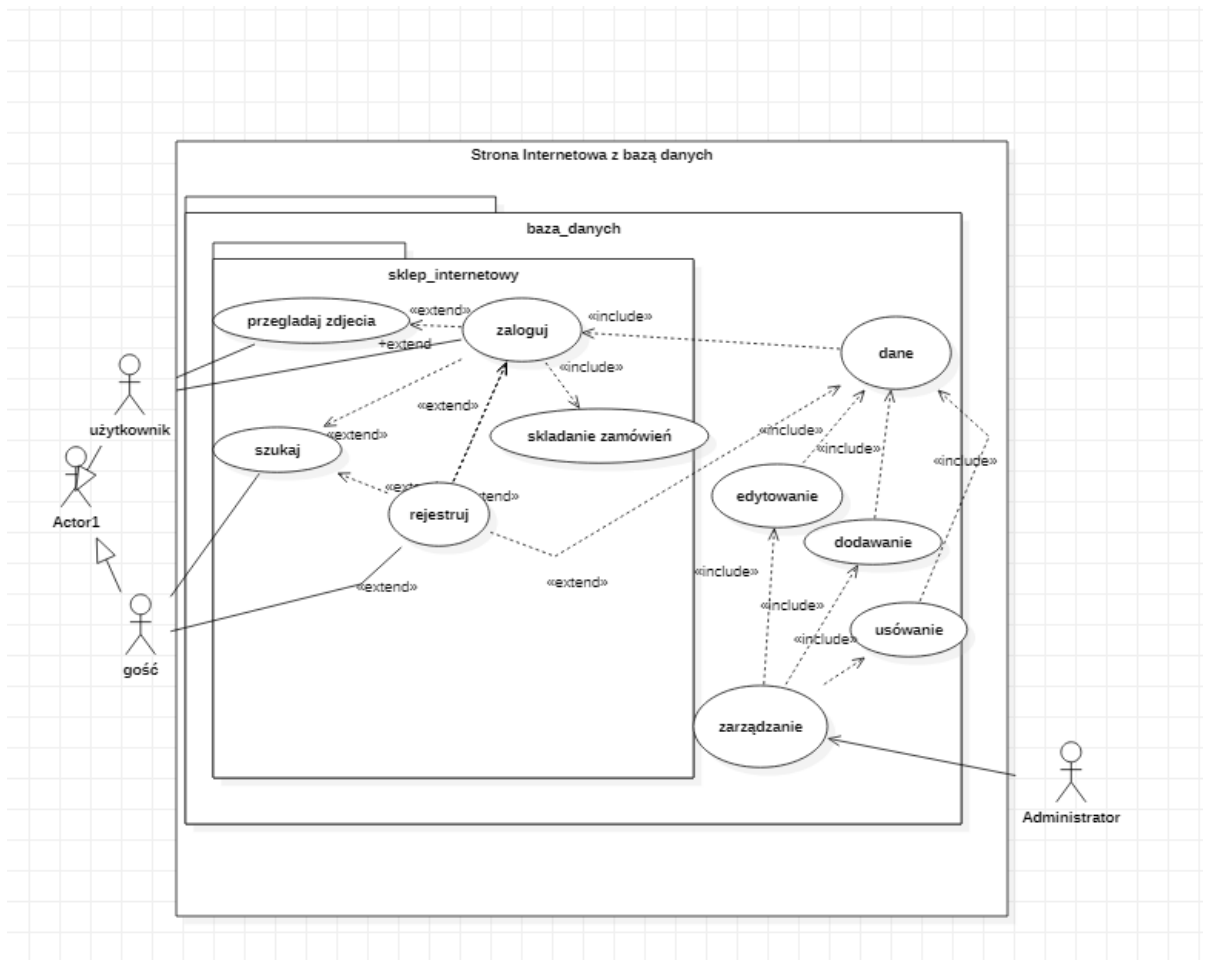 Strona Internetowa z bazą danych
baza_danych
sklep_internetowy
przegladaj zdjecia
«extend»
zaloguj
«include»
+extend
dane
«include»
użytkownik
«extend»
skladanie zamówień
szukaj
«extend»
«include»
«include»
«include»
Actor1
rejestruj
edytowanie
dodawanie
«include»
«extend»
«extend»
«include»
gość
usówanie
«include»
zarządzanie
Administrator